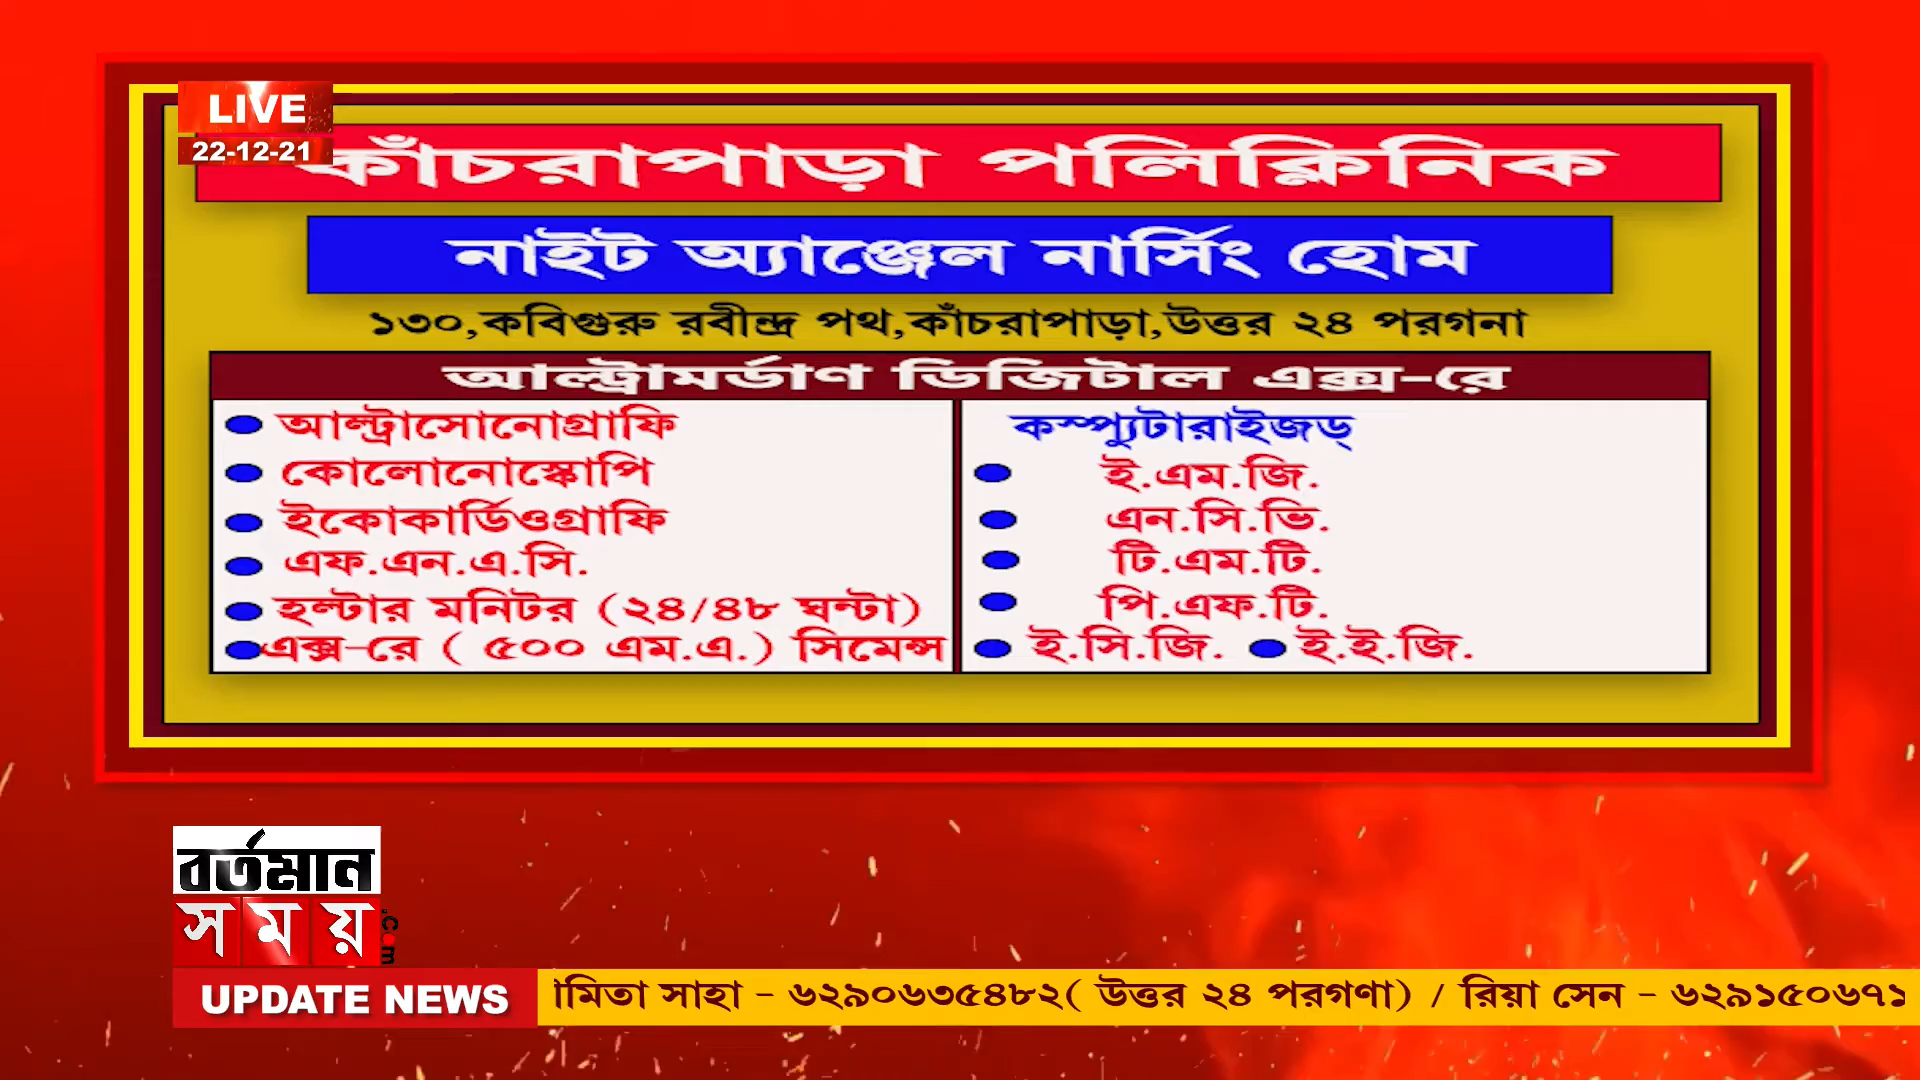 LIVE
22-12-21
কাঁচরাপাড়া পলিক্লিনিক
নাইট অ্যাঞ্জেল নার্সিং হোম
১৩০,কবিগুরু রবীন্দ্র পথ,কাঁচরাপাড়া,উত্তর ২৪ পরগনা
আল্ট্রামর্ডাণ ডিজিটাল এক্স-রে
আল্ট্রাসোনোগ্রাফি
কোলোনোস্কোপি
ইকোকার্ডিওগ্রাফি
এফ.এন.এ.সি.
হল্টার মনিটর (২৪/৪৮ ঘন্টা)
এক্স-রে ( ৫০০ এম.এ.) সিমেন্স
কম্প্যুটারাইজড্
ই.এম.জি.
এন.সি.ভি.
টি.এম.টি.
পি.এফ.টি.
ই.সি.জি. ই.ই.জি.
বর্তমান
সময়
.com
UPDATE NEWS
মিতা সাহা - ৬২৯০৬৩৫৪৮২( উত্তর ২৪ পরগণা) / রিয়া সেন - ৬২৯১৫০৬৭১